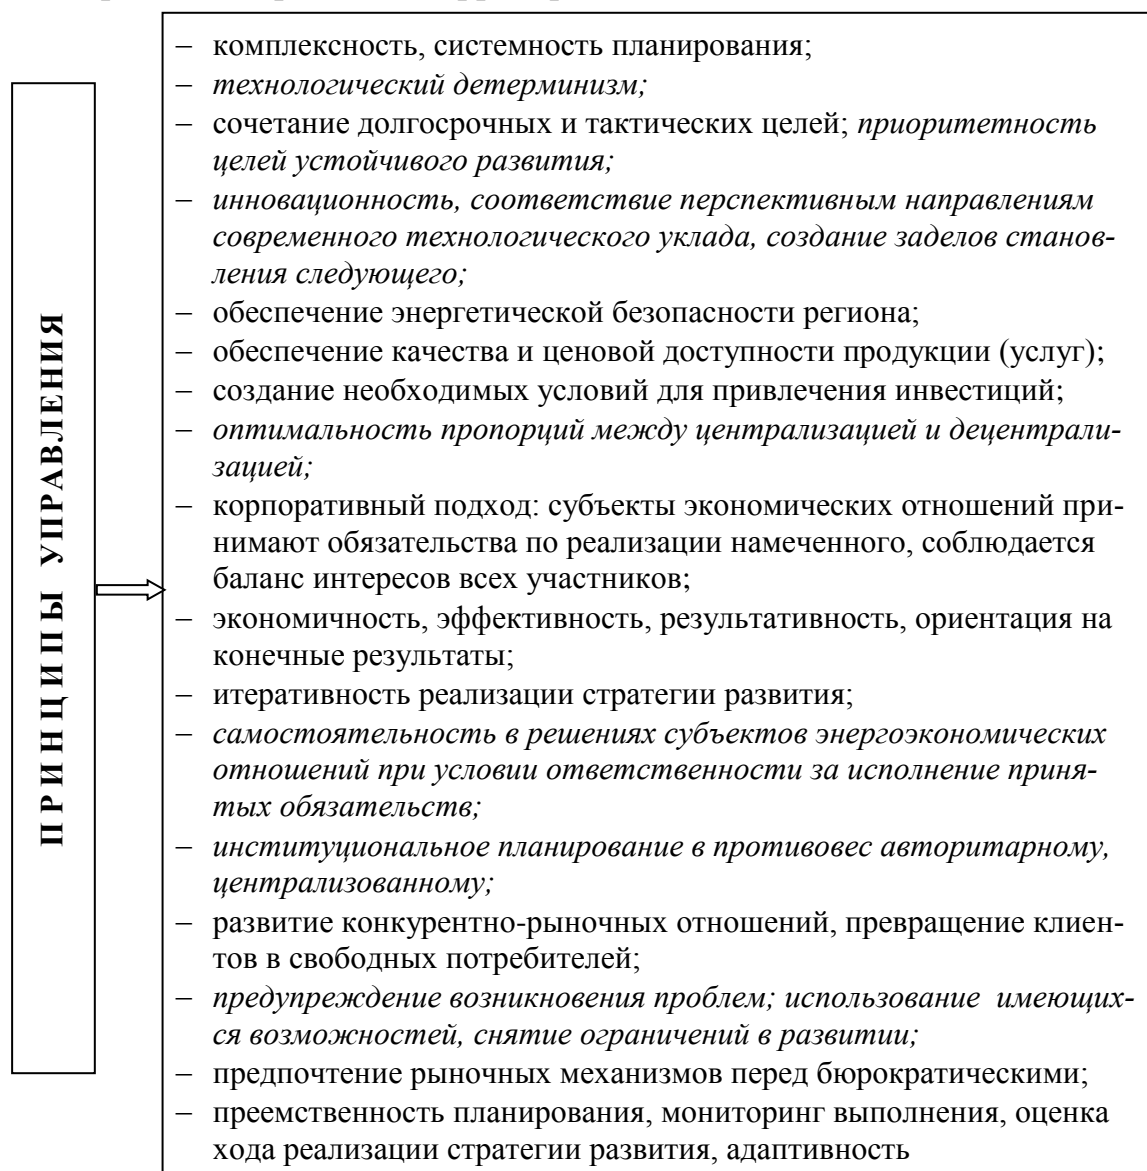 – комплексность, системность планирования;
– технологический детерминизм;
– сочетание долгосрочных и тактических целей; приоритетность
целей устойчивого развития;
– инновационность, соответствие перспективным направлениям
современного технологического уклада, создание заделов станов-
ления следующего;
– обеспечение энергетической безопасности региона;
– обеспечение качества и ценовой доступности продукции (услуг);
– создание необходимых условий для привлечения инвестиций;
– оптимальность пропорций между централизацией и децентрали-
зацией;
– корпоративный подход: субъекты экономических отношений при-
нимают обязательства по реализации намеченного, соблюдается
баланс интересов всех участников;
– экономичность, эффективность, результативность, ориентация на
конечные результаты;
– итеративность реализации стратегии развития;
– самостоятельность в решениях субъектов энергоэкономических
отношений при условии ответственности за исполнение приня-
тых обязательств;
– институциональное планирование в противовес авторитарному,
централизованному;
– развитие конкурентно-рыночных отношений, превращение клиен-
тов в свободных потребителей;
– предупреждение возникновения проблем; использование имеющих-
ся возможностей, снятие ограничений в развитии;
– предпочтение рыночных механизмов перед бюрократическими;
– преемственность планирования, мониторинг выполнения, оценка
хода реализации стратегии развития, адаптивность
ПРИНЦИПЫ УПРАВЛЕНИЯ